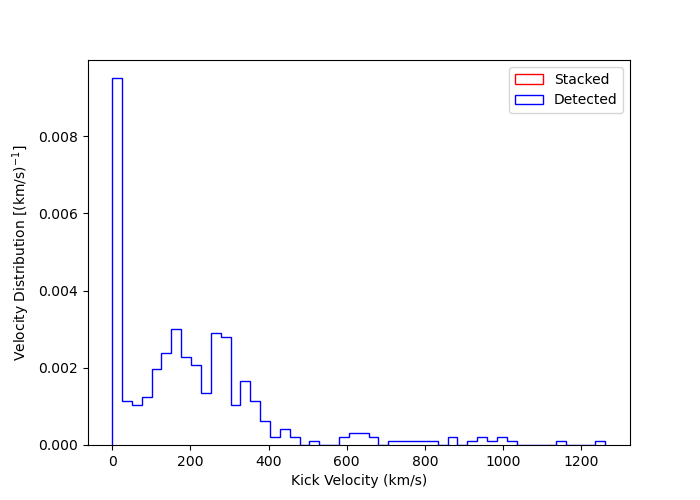 Stacked
Detected
0.008
0.006
0.004
0.002
0.000
Velocity Distribution [(km/s)⁻¹]
0 200 400 600 800 1000 1200
Kick Velocity (km/s)